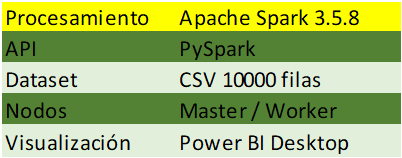 Procesamiento Apache Spark 3.5.8
API PySpark
Dataset CSV 10000 filas
Nodos Master / Worker
Visualización Power BI Desktop